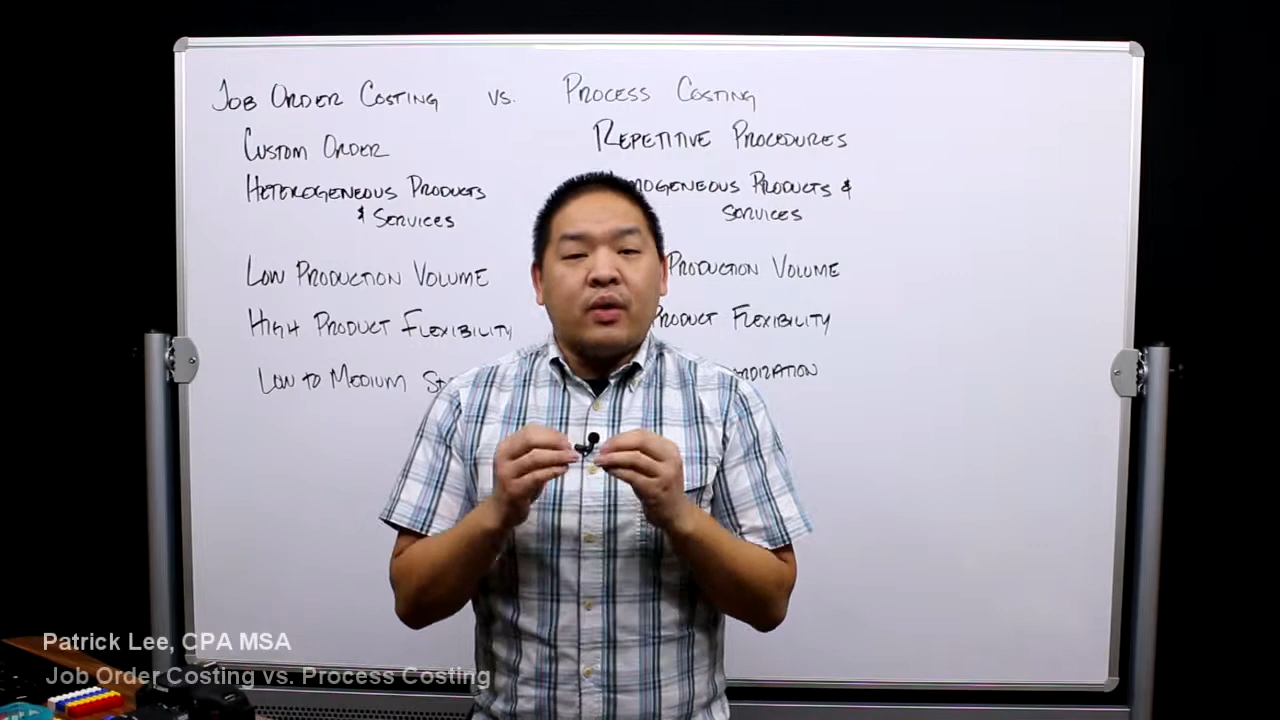 JOB ORDER COSTING VS. PROCESS COSTING
CUSTOM ORDER REPETITIVE PROCEDURES
HETEROGENEOUS PRODUCTS PRODUCTS &
& SERVICES SERVICES
LOW PRODUCTION VOLUME PRODUCTION VOLUME
HIGH PRODUCT FLEXIBILITY PRODUCT FLEXIBILITY
LOW TO MEDIUM
Patrick Lee, CPA MSA
Job Order Costing vs. Process Costing